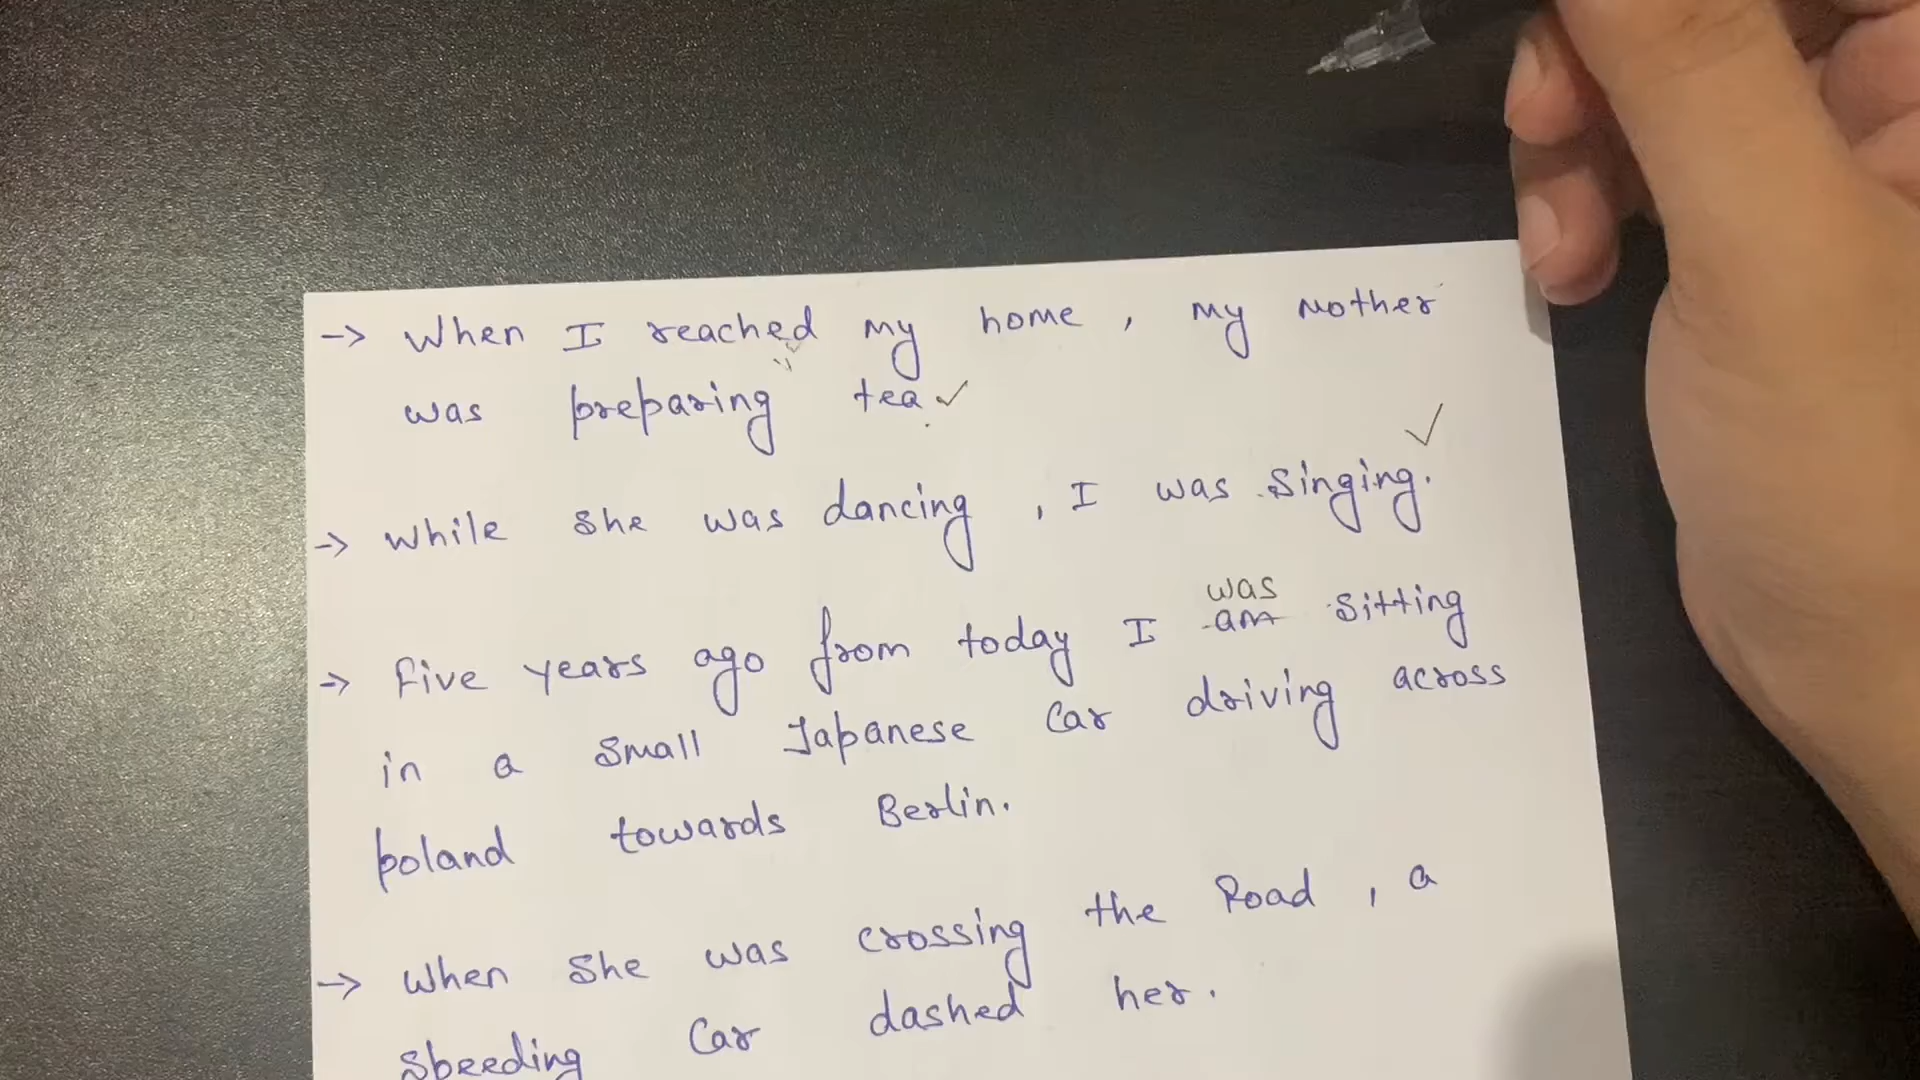 → When I reached my home, my mother
was preparing tea ✓
→ While she was dancing, I was singing. ✓
was
→ Five years ago from today I am sitting
in a small Japanese Car driving across
poland towards Berlin.
→ When she was crossing the Road, a
speeding Car dashed her.